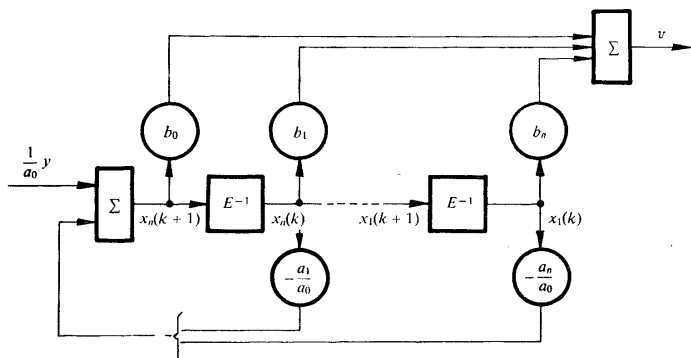 Σ
v
b₀
b₁
bₙ
1/a₀ y
Σ
E⁻¹
E⁻¹
xₙ(k + 1)
xₙ(k)
x₁(k + 1)
x₁(k)
−a₁/a₀
−aₙ/a₀